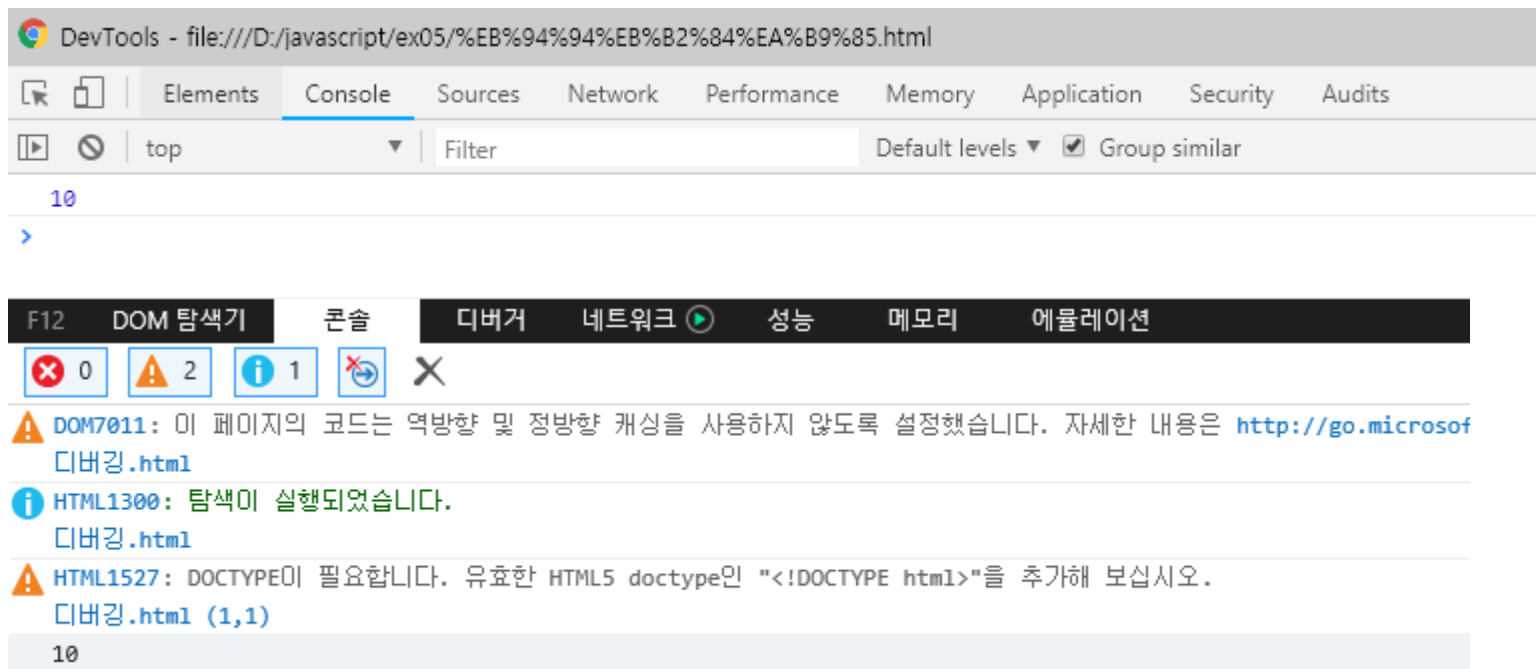 DevTools - file:///D:/javascript/ex05/%EB%94%94%EB%B2%84%EA%B9%85.html
Elements Console Sources Network Performance Memory Application Security Audits
top ▼ Filter Default levels ▼ Group similar
10
>
F12 DOM 탐색기 콘솔 디버거 네트워크 성능 메모리 에뮬레이션
0 2 1
DOM7011: 이 페이지의 코드는 역방향 및 정방향 캐싱을 사용하지 않도록 설정했습니다. 자세한 내용은 http://go.microsof
디버깅.html
HTML1300: 탐색이 실행되었습니다.
디버깅.html
HTML1527: DOCTYPE이 필요합니다. 유효한 HTML5 doctype인 "<!DOCTYPE html>"을 추가해 보십시오.
디버깅.html (1,1)
10